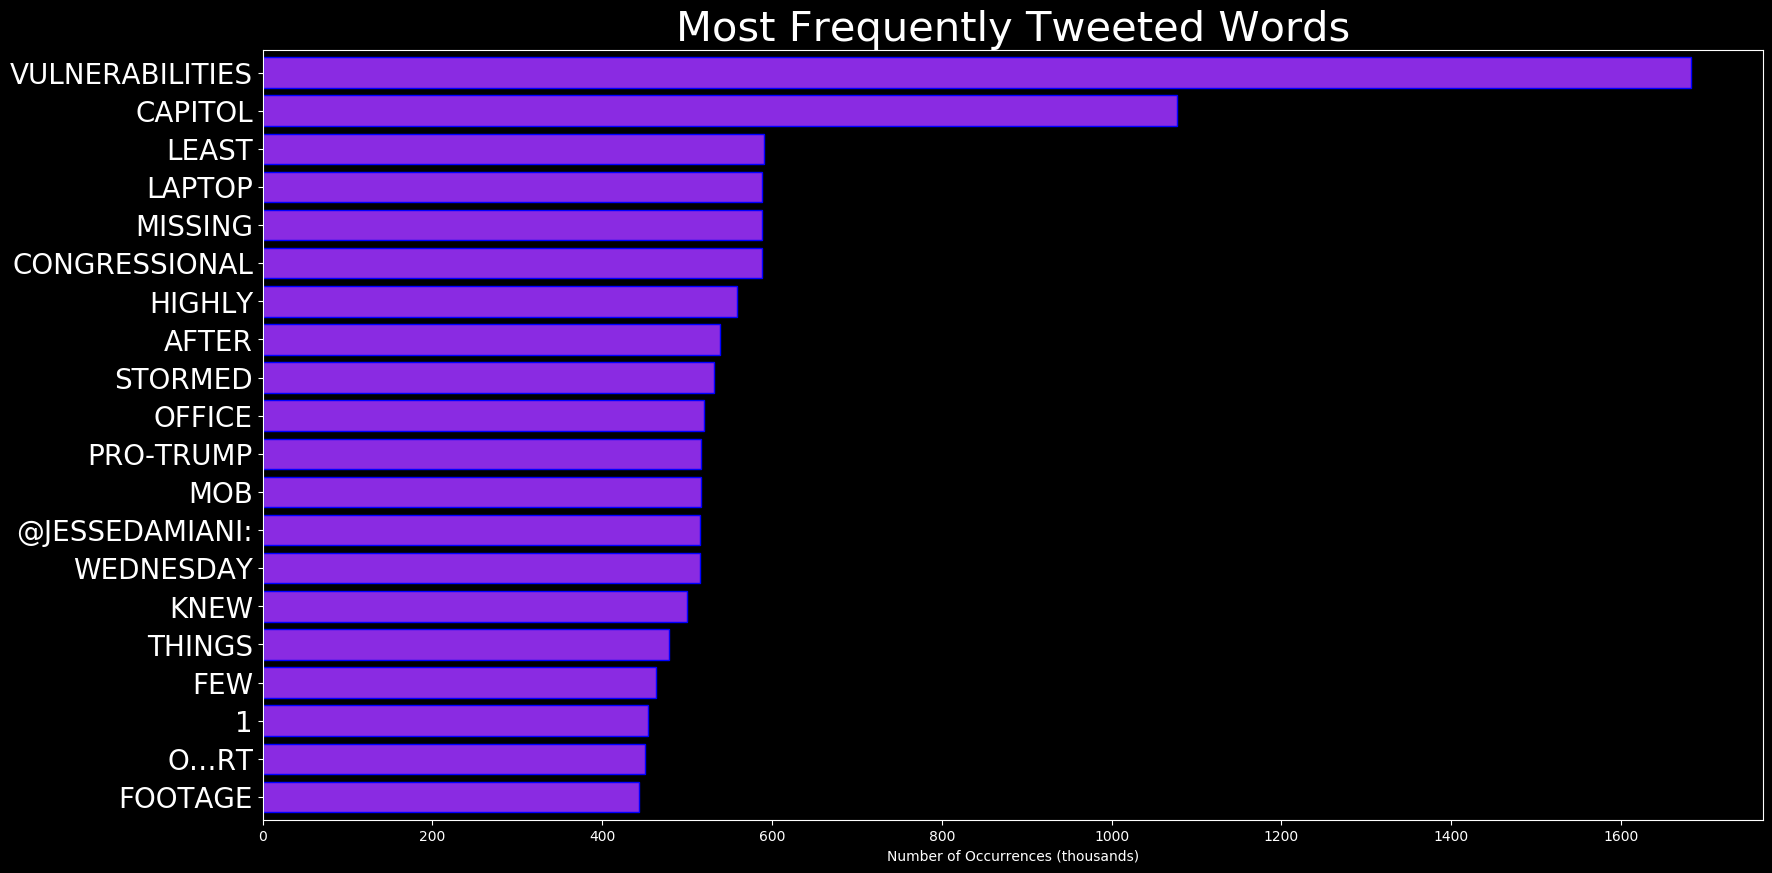 Most Frequently Tweeted Words
VULNERABILITIES
CAPITOL
LEAST
LAPTOP
MISSING
CONGRESSIONAL
HIGHLY
AFTER
STORMED
OFFICE
PRO-TRUMP
MOB
@JESSEDAMIANI:
WEDNESDAY
KNEW
THINGS
FEW
1
O…RT
FOOTAGE
0 200 400 600 800 1000 1200 1400 1600
Number of Occurrences (thousands)